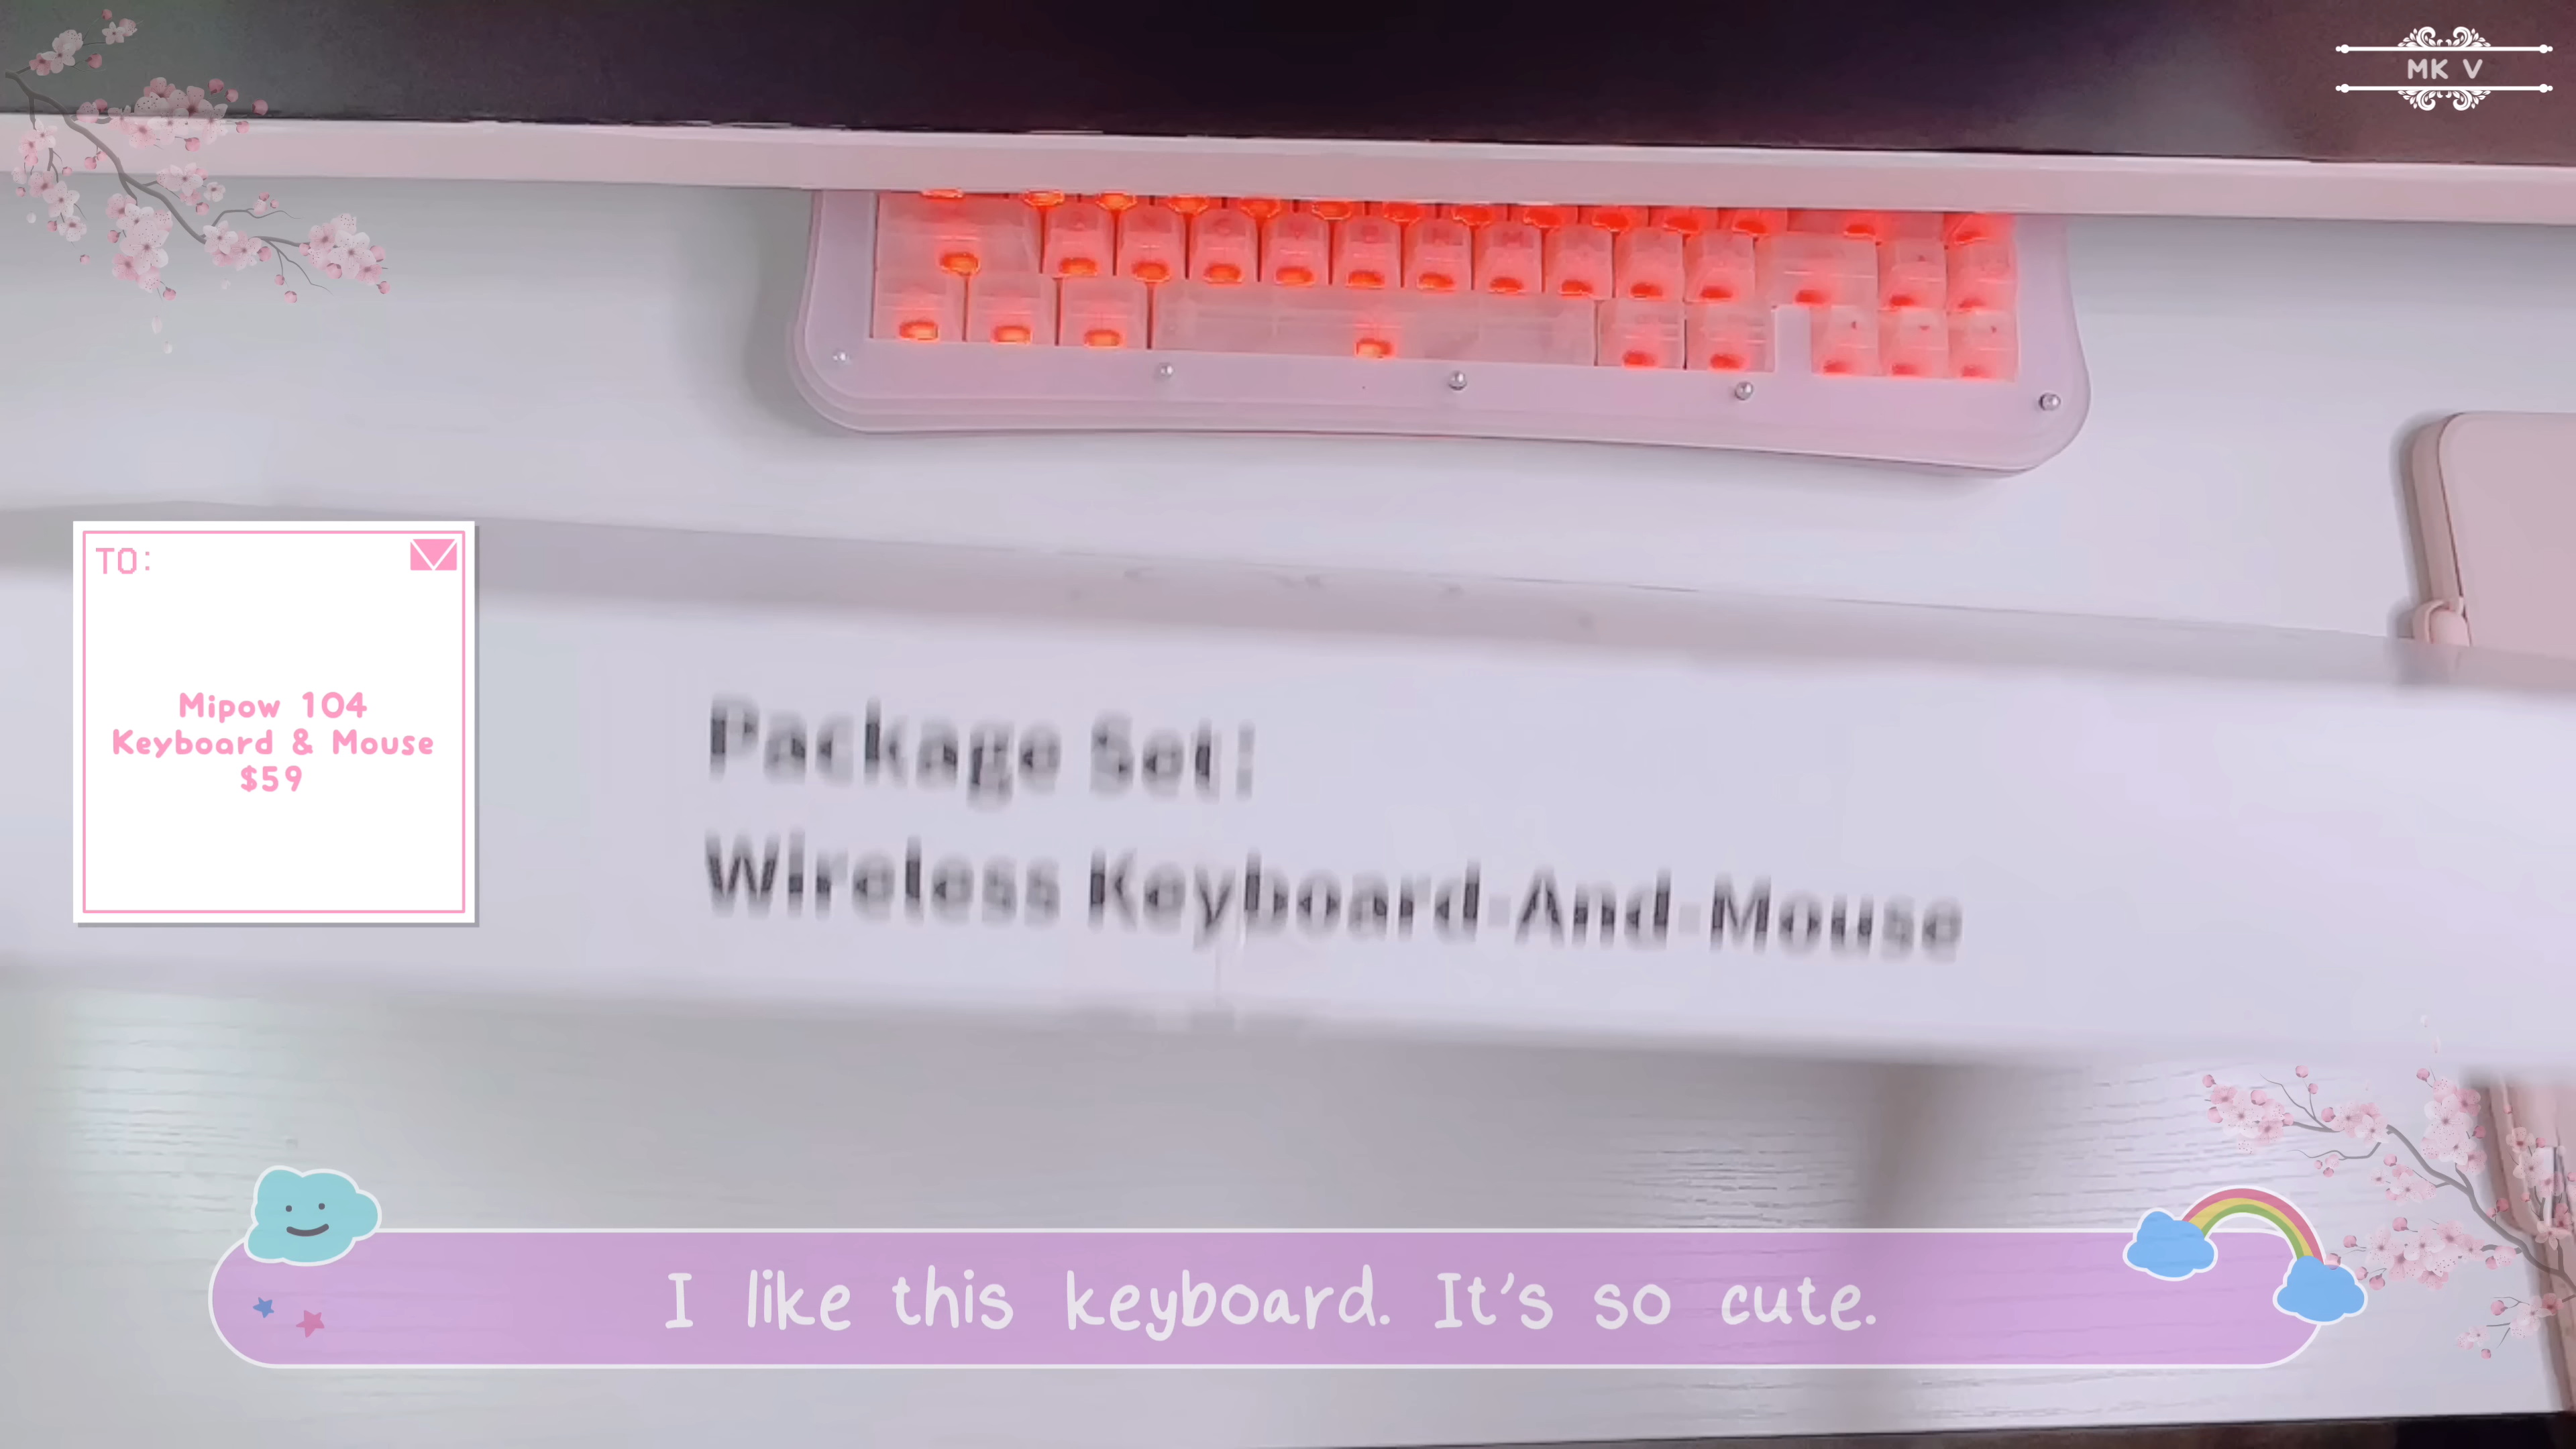 MK V
TO:
Mipow 104
Keyboard & Mouse
$59
Package Set:
Wireless Keyboard-And-Mouse
I like this keyboard. It's so cute.